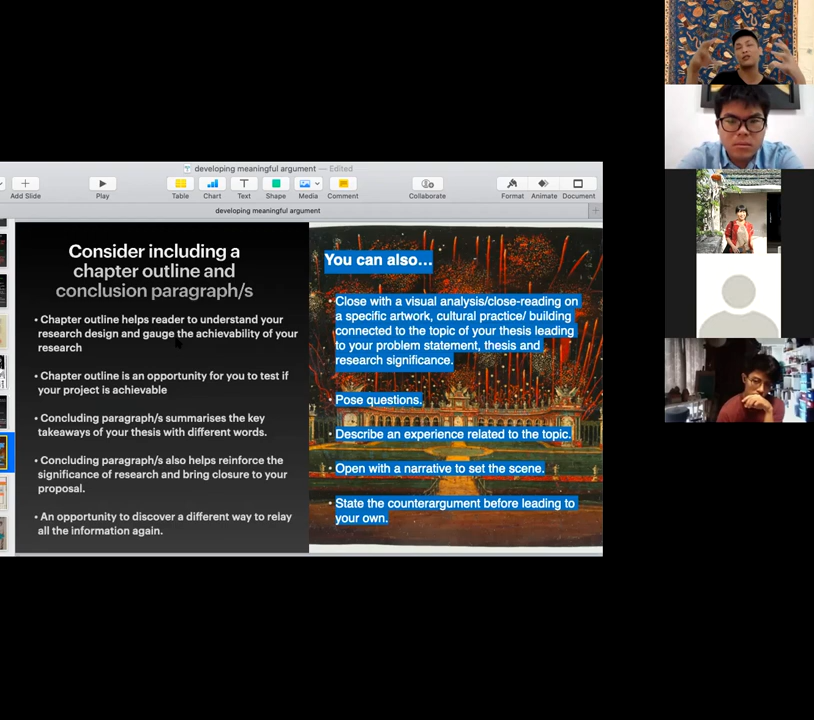 developing meaningful argument — Edited
Add Slide
Play
Table
Chart
Text
Shape
Media
Comment
Collaborate
Format
Animate
Document
developing meaningful argument
Consider including a
chapter outline and
conclusion paragraph/s
• Chapter outline helps reader to understand your
research design and gauge the achievability of your
research
• Chapter outline is an opportunity for you to test if
your project is achievable
• Concluding paragraph/s summarises the key
takeaways of your thesis with different words.
• Concluding paragraph/s also helps reinforce the
significance of research and bring closure to your
proposal.
• An opportunity to discover a different way to relay
all the information again.
You can also...
• Close with a visual analysis/close-reading on
a specific artwork, cultural practice/ building
connected to the topic of your thesis leading
to your problem statement, thesis and
research significance.
• Pose questions.
• Describe an experience related to the topic.
• Open with a narrative to set the scene.
• State the counterargument before leading to
your own.